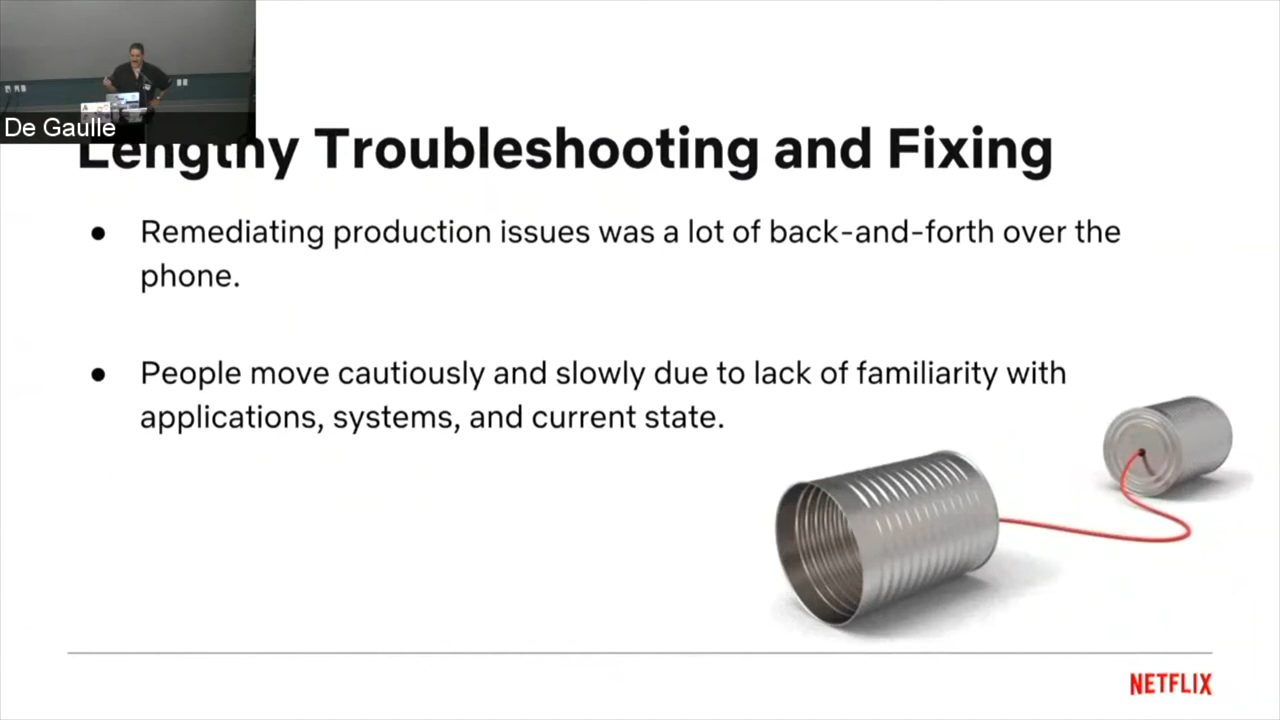 De Gaulle
Lengthy Troubleshooting and Fixing
● Remediating production issues was a lot of back-and-forth over the
phone.
● People move cautiously and slowly due to lack of familiarity with
applications, systems, and current state.
NETFLIX